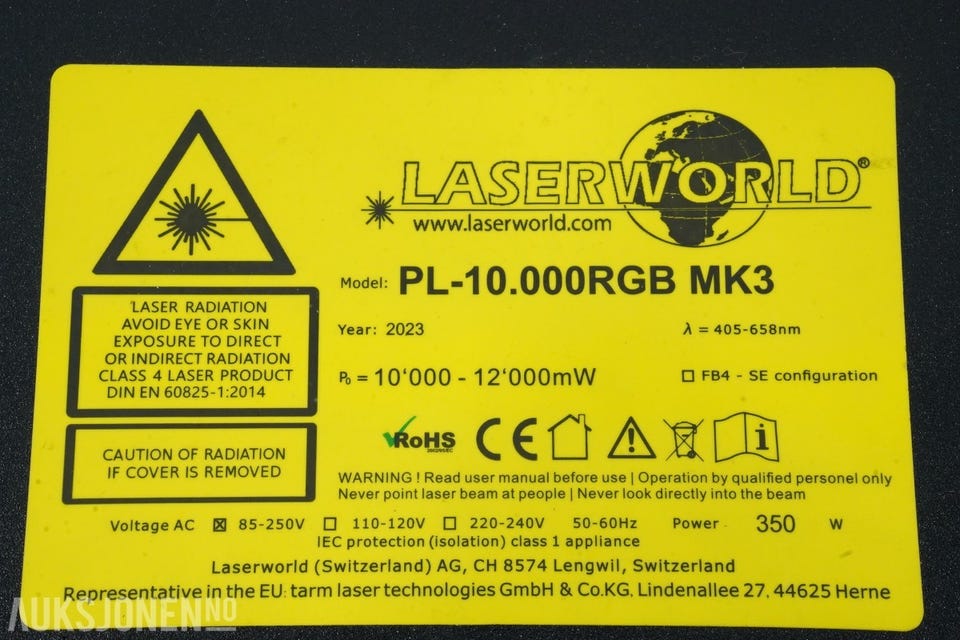 LASERWORLD®
www.laserworld.com
Model: PL-10.000RGB MK3
Year: 2023
λ = 405-658nm
P₀ = 10'000 - 12'000mW
☐ FB4 - SE configuration
LASER RADIATION
AVOID EYE OR SKIN
EXPOSURE TO DIRECT
OR INDIRECT RADIATION
CLASS 4 LASER PRODUCT
DIN EN 60825-1:2014
CAUTION OF RADIATION
IF COVER IS REMOVED
RoHS
2002/95/EC
CE
i
WARNING ! Read user manual before use | Operation by qualified personel only
Never point laser beam at people | Never look directly into the beam
Voltage AC ☒ 85-250V ☐ 110-120V ☐ 220-240V 50-60Hz Power 350 W
IEC protection (isolation) class 1 appliance
Laserworld (Switzerland) AG, CH 8574 Lengwil, Switzerland
Representative in the EU: tarm laser technologies GmbH & Co.KG, Lindenallee 27, 44625 Herne
AUKSJONEN.NO